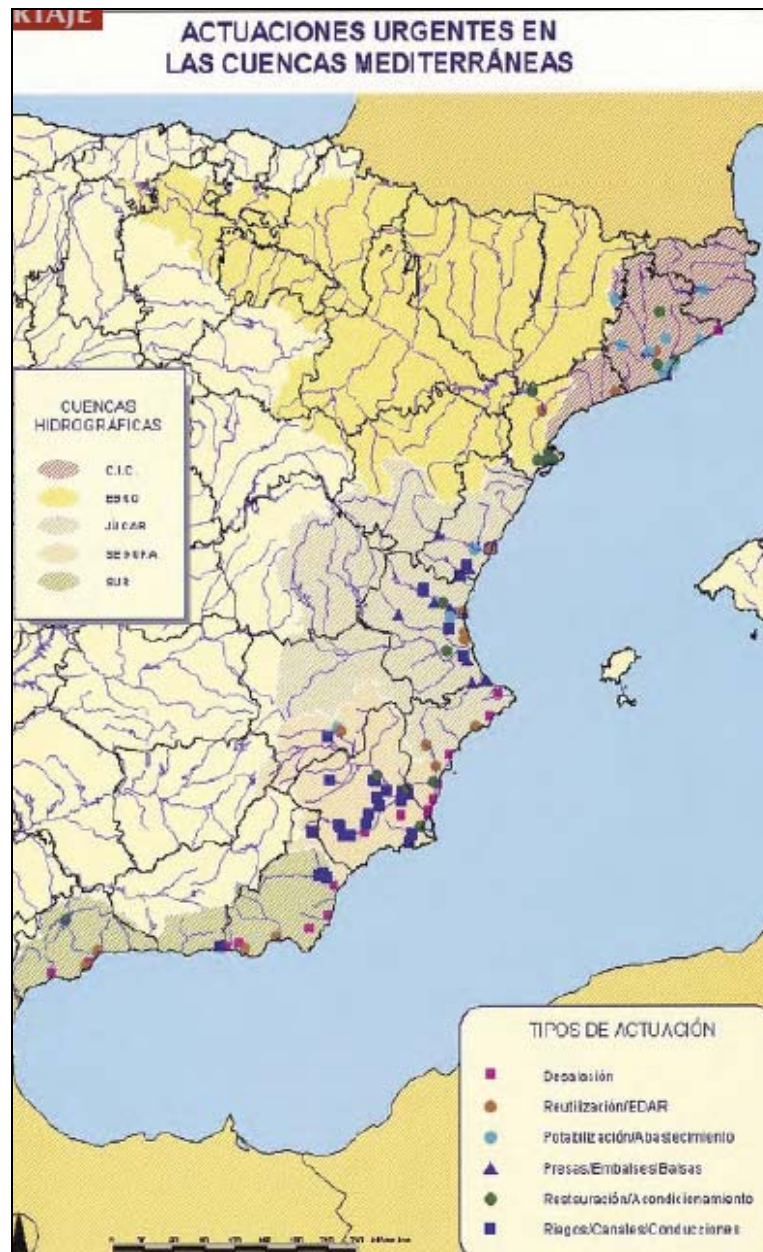 RTAJE
ACTUACIONES URGENTES EN
LAS CUENCAS MEDITERRÁNEAS
CUENCAS
HIDROGRÁFICAS
C.I.C.
EBRO
JÚCAR
SEGURA
SUR
TIPOS DE ACTUACIÓN
Desalación
Reutilización/EDAR
Potabilización/Abastecimiento
Presas/Embalses/Balsas
Restauración/Acondicionamiento
Riegos/Canales/Conducciones